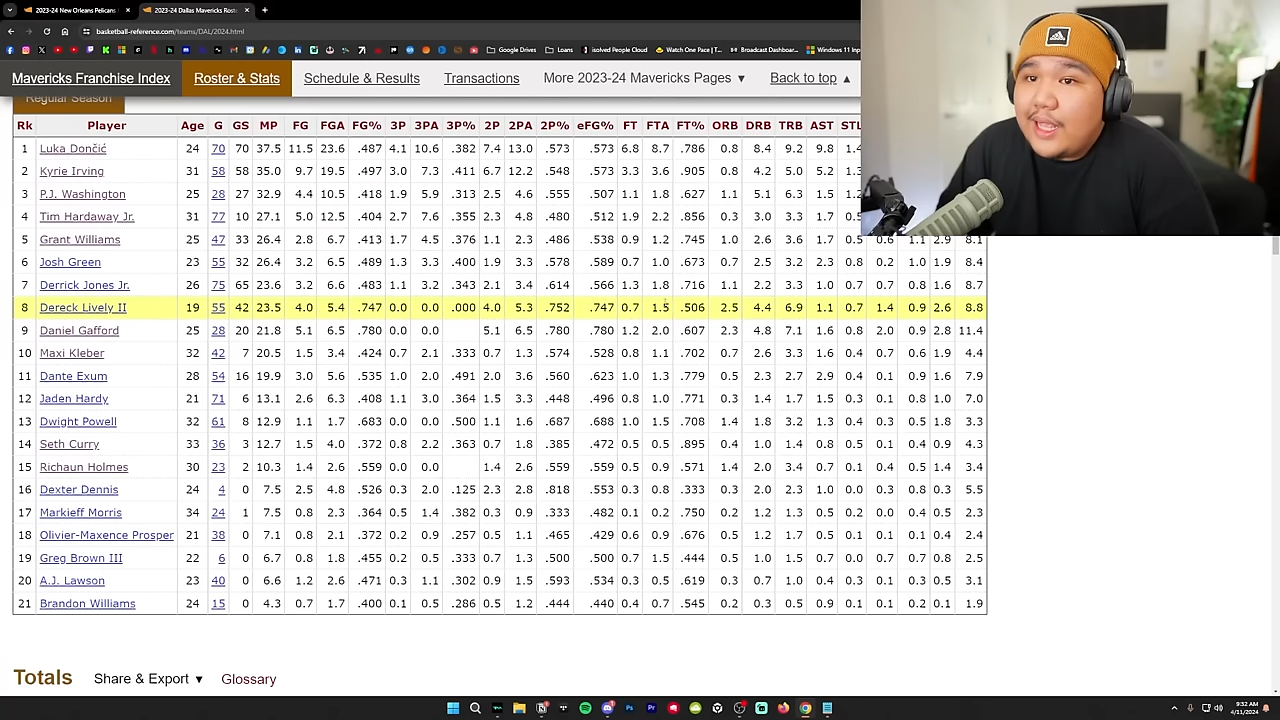 2023-24 New Orleans Pelicans 2023-24 Dallas Mavericks Rost
basketball-reference.com/teams/DAL/2024.html
Google Drives Loans isolved People Cloud Watch One Pace | T... Broadcast Dashboar... Windows 11 Inp
Mavericks Franchise Index Roster & Stats Schedule & Results Transactions More 2023-24 Mavericks Pages ▼ Back to top ▲
Regular Season
Rk Player Age G GS MP FG FGA FG% 3P 3PA 3P% 2P 2PA 2P% eFG% FT FTA FT% ORB DRB TRB AST STL
1 Luka Dončić 24 70 70 37.5 11.5 23.6 .487 4.1 10.6 .382 7.4 13.0 .573 .573 6.8 8.7 .786 0.8 8.4 9.2 9.8 1.4
2 Kyrie Irving 31 58 58 35.0 9.7 19.5 .497 3.0 7.3 .411 6.7 12.2 .548 .573 3.3 3.6 .905 0.8 4.2 5.0 5.2 1.3
3 P.J. Washington 25 28 27 32.9 4.4 10.5 .418 1.9 5.9 .313 2.5 4.6 .555 .507 1.1 1.8 .627 1.1 5.1 6.3 1.5 1.2
4 Tim Hardaway Jr. 31 77 10 27.1 5.0 12.5 .404 2.7 7.6 .355 2.3 4.8 .480 .512 1.9 2.2 .856 0.3 3.0 3.3 1.7 0.5
5 Grant Williams 25 47 33 26.4 2.8 6.7 .413 1.7 4.5 .376 1.1 2.3 .486 .538 0.9 1.2 .745 1.0 2.6 3.6 1.7 0.5 0.6 1.1 2.9 8.1
6 Josh Green 23 55 32 26.4 3.2 6.5 .489 1.3 3.3 .400 1.9 3.3 .578 .589 0.7 1.0 .673 0.7 2.5 3.2 2.3 0.8 0.2 1.0 1.9 8.4
7 Derrick Jones Jr. 26 75 65 23.6 3.2 6.6 .483 1.1 3.2 .343 2.1 3.4 .614 .566 1.3 1.8 .716 1.1 2.2 3.3 1.0 0.7 0.7 0.8 1.6 8.7
8 Dereck Lively II 19 55 42 23.5 4.0 5.4 .747 0.0 0.0 .000 4.0 5.3 .752 .747 0.7 1.5 .506 2.5 4.4 6.9 1.1 0.7 1.4 0.9 2.6 8.8
9 Daniel Gafford 25 28 20 21.8 5.1 6.5 .780 0.0 0.0 5.1 6.5 .780 .780 1.2 2.0 .607 2.3 4.8 7.1 1.6 0.8 2.0 0.9 2.8 11.4
10 Maxi Kleber 32 42 7 20.5 1.5 3.4 .424 0.7 2.1 .333 0.7 1.3 .574 .528 0.8 1.1 .702 0.7 2.6 3.3 1.6 0.4 0.7 0.6 1.9 4.4
11 Dante Exum 28 54 16 19.9 3.0 5.6 .535 1.0 2.0 .491 2.0 3.6 .560 .623 1.0 1.3 .779 0.5 2.3 2.7 2.9 0.4 0.1 0.9 1.6 7.9
12 Jaden Hardy 21 71 6 13.1 2.6 6.3 .408 1.1 3.0 .364 1.5 3.3 .448 .496 0.8 1.0 .771 0.3 1.4 1.7 1.5 0.3 0.1 0.8 1.0 7.0
13 Dwight Powell 32 61 8 12.9 1.1 1.7 .683 0.0 0.0 .500 1.1 1.6 .687 .688 1.0 1.5 .708 1.4 1.8 3.2 1.3 0.4 0.3 0.5 1.8 3.3
14 Seth Curry 33 36 3 12.7 1.5 4.0 .372 0.8 2.2 .363 0.7 1.8 .385 .472 0.5 0.5 .895 0.4 1.0 1.4 0.8 0.5 0.1 0.4 0.9 4.3
15 Richaun Holmes 30 23 2 10.3 1.4 2.6 .559 0.0 0.0 1.4 2.6 .559 .559 0.5 0.9 .571 1.4 2.0 3.4 0.7 0.1 0.4 0.5 1.4 3.4
16 Dexter Dennis 24 4 0 7.5 2.5 4.8 .526 0.3 2.0 .125 2.3 2.8 .818 .553 0.3 0.8 .333 0.3 2.0 2.3 1.0 0.0 0.3 0.8 0.3 5.5
17 Markieff Morris 34 24 1 7.5 0.8 2.3 .364 0.5 1.4 .382 0.3 0.9 .333 .482 0.1 0.2 .750 0.1 1.2 1.3 0.5 0.2 0.0 0.4 0.5 2.3
18 Olivier-Maxence Prosper 21 38 0 7.1 0.8 2.1 .372 0.2 0.9 .257 0.5 1.1 .465 .429 0.6 0.9 .676 0.5 1.2 1.7 0.5 0.1 0.1 0.1 0.4 2.4
19 Greg Brown III 22 6 0 6.7 0.8 1.8 .455 0.2 0.5 .333 0.7 1.3 .500 .500 0.7 1.5 .444 0.5 1.0 1.5 0.7 0.0 0.7 0.7 0.8 2.5
20 A.J. Lawson 23 40 0 6.6 1.2 2.6 .471 0.3 1.1 .302 0.9 1.5 .593 .534 0.3 0.5 .619 0.3 0.7 1.0 0.4 0.3 0.1 0.3 0.5 3.1
21 Brandon Williams 24 15 0 4.3 0.7 1.7 .400 0.1 0.5 .286 0.5 1.2 .444 .440 0.4 0.7 .545 0.2 0.3 0.5 0.9 0.1 0.1 0.2 0.1 1.9
Totals Share & Export ▼ Glossary
9:32 AM
4/11/2024